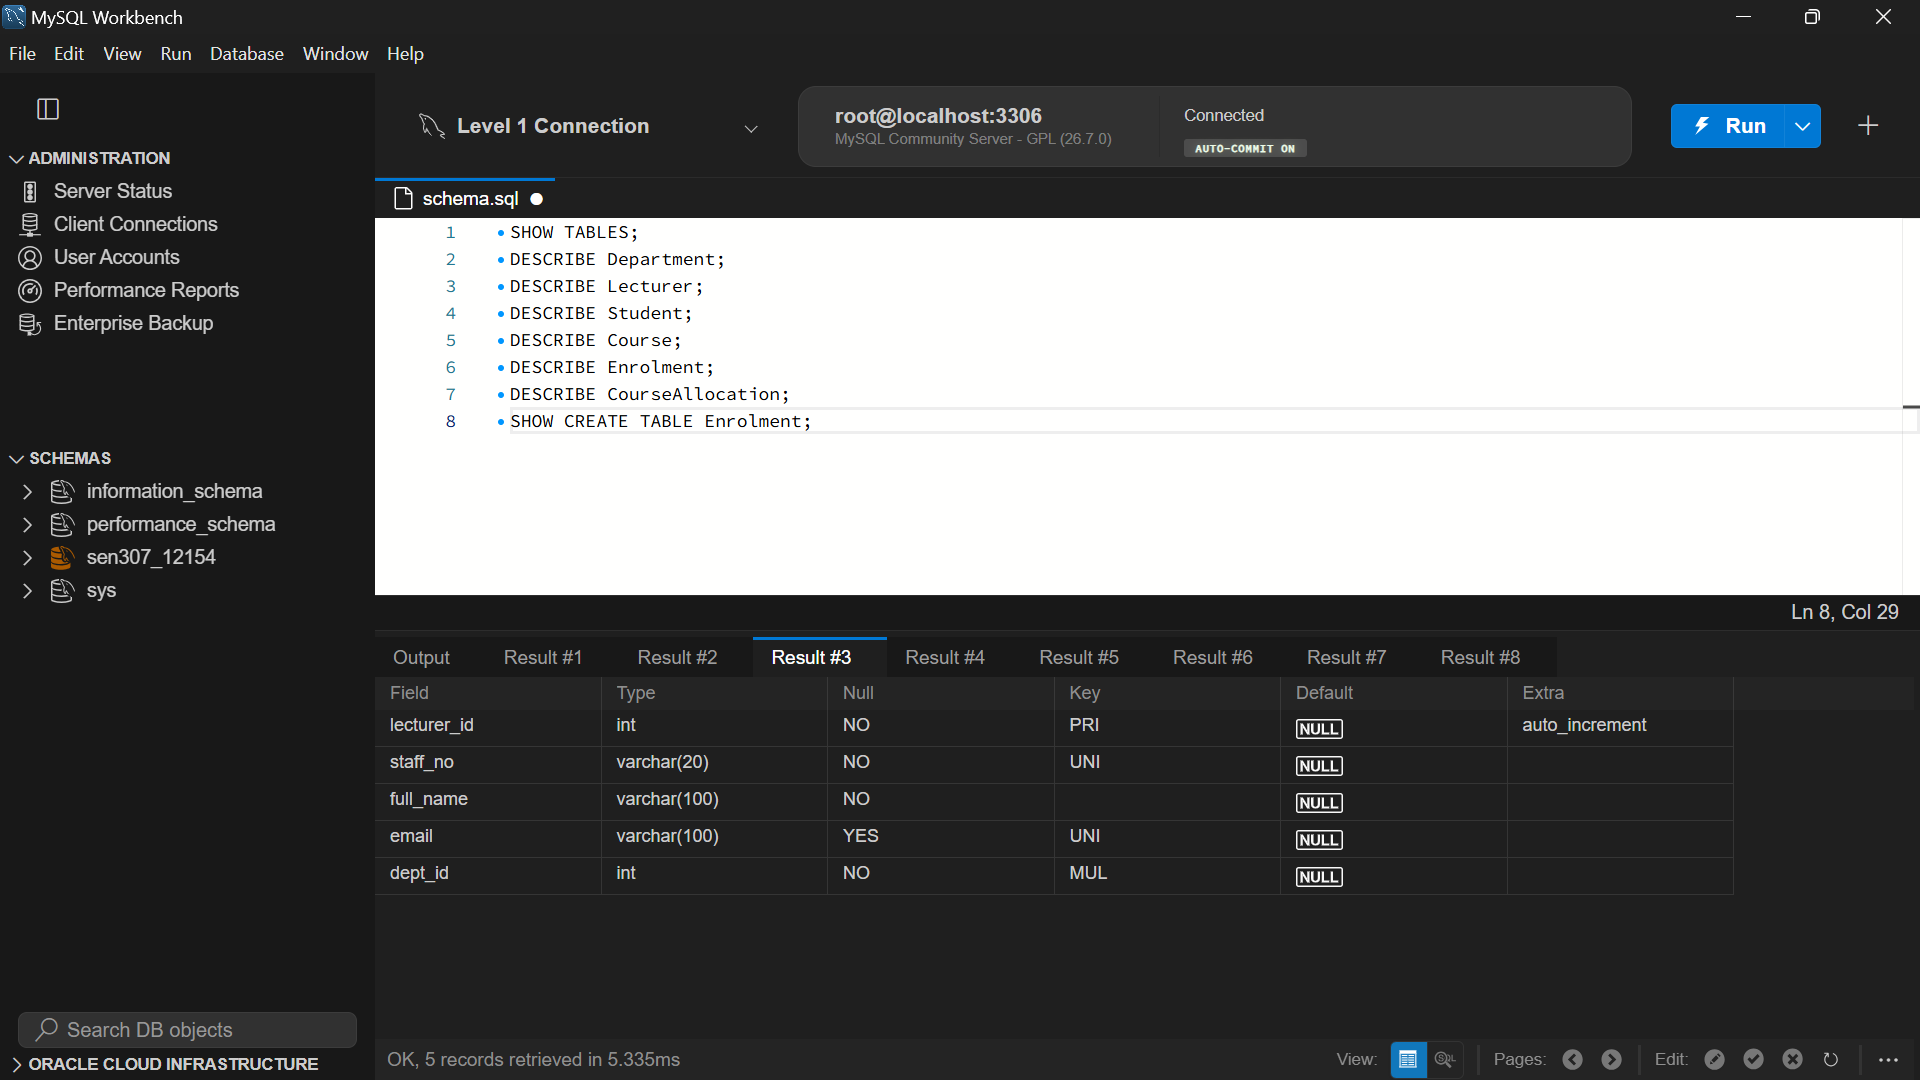 MySQL Workbench
File Edit View Run Database Window Help
Level 1 Connection
root@localhost:3306
MySQL Community Server - GPL (26.7.0)
Connected
AUTO-COMMIT ON
Run
ADMINISTRATION
Server Status
Client Connections
User Accounts
Performance Reports
Enterprise Backup
SCHEMAS
information_schema
performance_schema
sen307_12154
sys
Search DB objects
ORACLE CLOUD INFRASTRUCTURE
schema.sql
1 SHOW TABLES;
2 DESCRIBE Department;
3 DESCRIBE Lecturer;
4 DESCRIBE Student;
5 DESCRIBE Course;
6 DESCRIBE Enrolment;
7 DESCRIBE CourseAllocation;
8 SHOW CREATE TABLE Enrolment;
Ln 8, Col 29
Output Result #1 Result #2 Result #3 Result #4 Result #5 Result #6 Result #7 Result #8
Field Type Null Key Default Extra
lecturer_id int NO PRI NULL auto_increment
staff_no varchar(20) NO UNI NULL
full_name varchar(100) NO NULL
email varchar(100) YES UNI NULL
dept_id int NO MUL NULL
OK, 5 records retrieved in 5.335ms
View: SQL Pages: Edit: